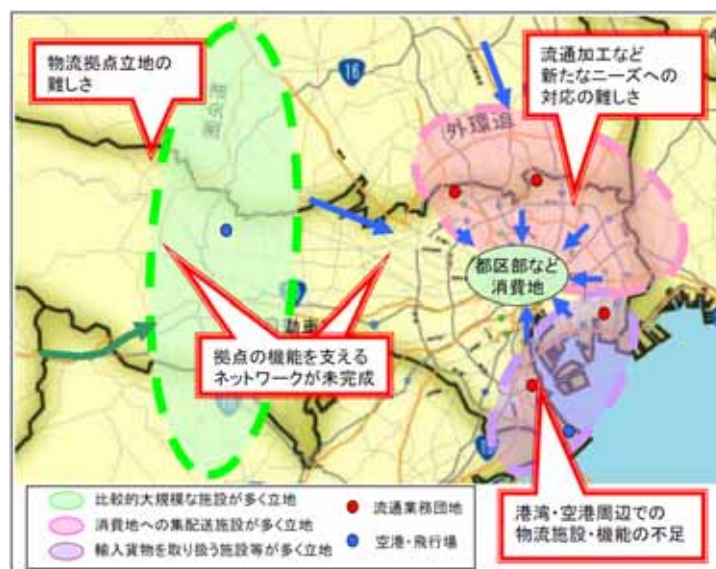 物流拠点立地の
難しさ
16
圏央道
外環道
流通加工など
新たなニーズへの
対応の難しさ
都区部など
消費地
拠点の機能を支える
ネットワークが未完成
港湾・空港周辺での
物流施設・機能の不足
比較的大規模な施設が多く立地
消費地への集配送施設が多く立地
輸入貨物を取り扱う施設等が多く立地
流通業務団地
空港・飛行場